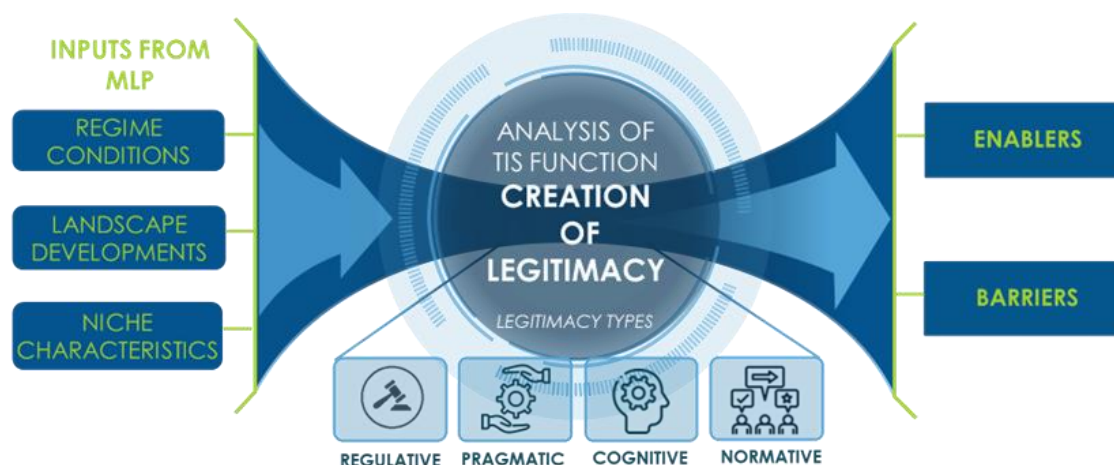 INPUTS FROM
MLP
REGIME
CONDITIONS
LANDSCAPE
DEVELOPMENTS
NICHE
CHARACTERISTICS
ANALYSIS OF
TIS FUNCTION
CREATION
OF
LEGITIMACY
LEGITIMACY TYPES
REGULATIVE
PRAGMATIC
COGNITIVE
NORMATIVE
ENABLERS
BARRIERS